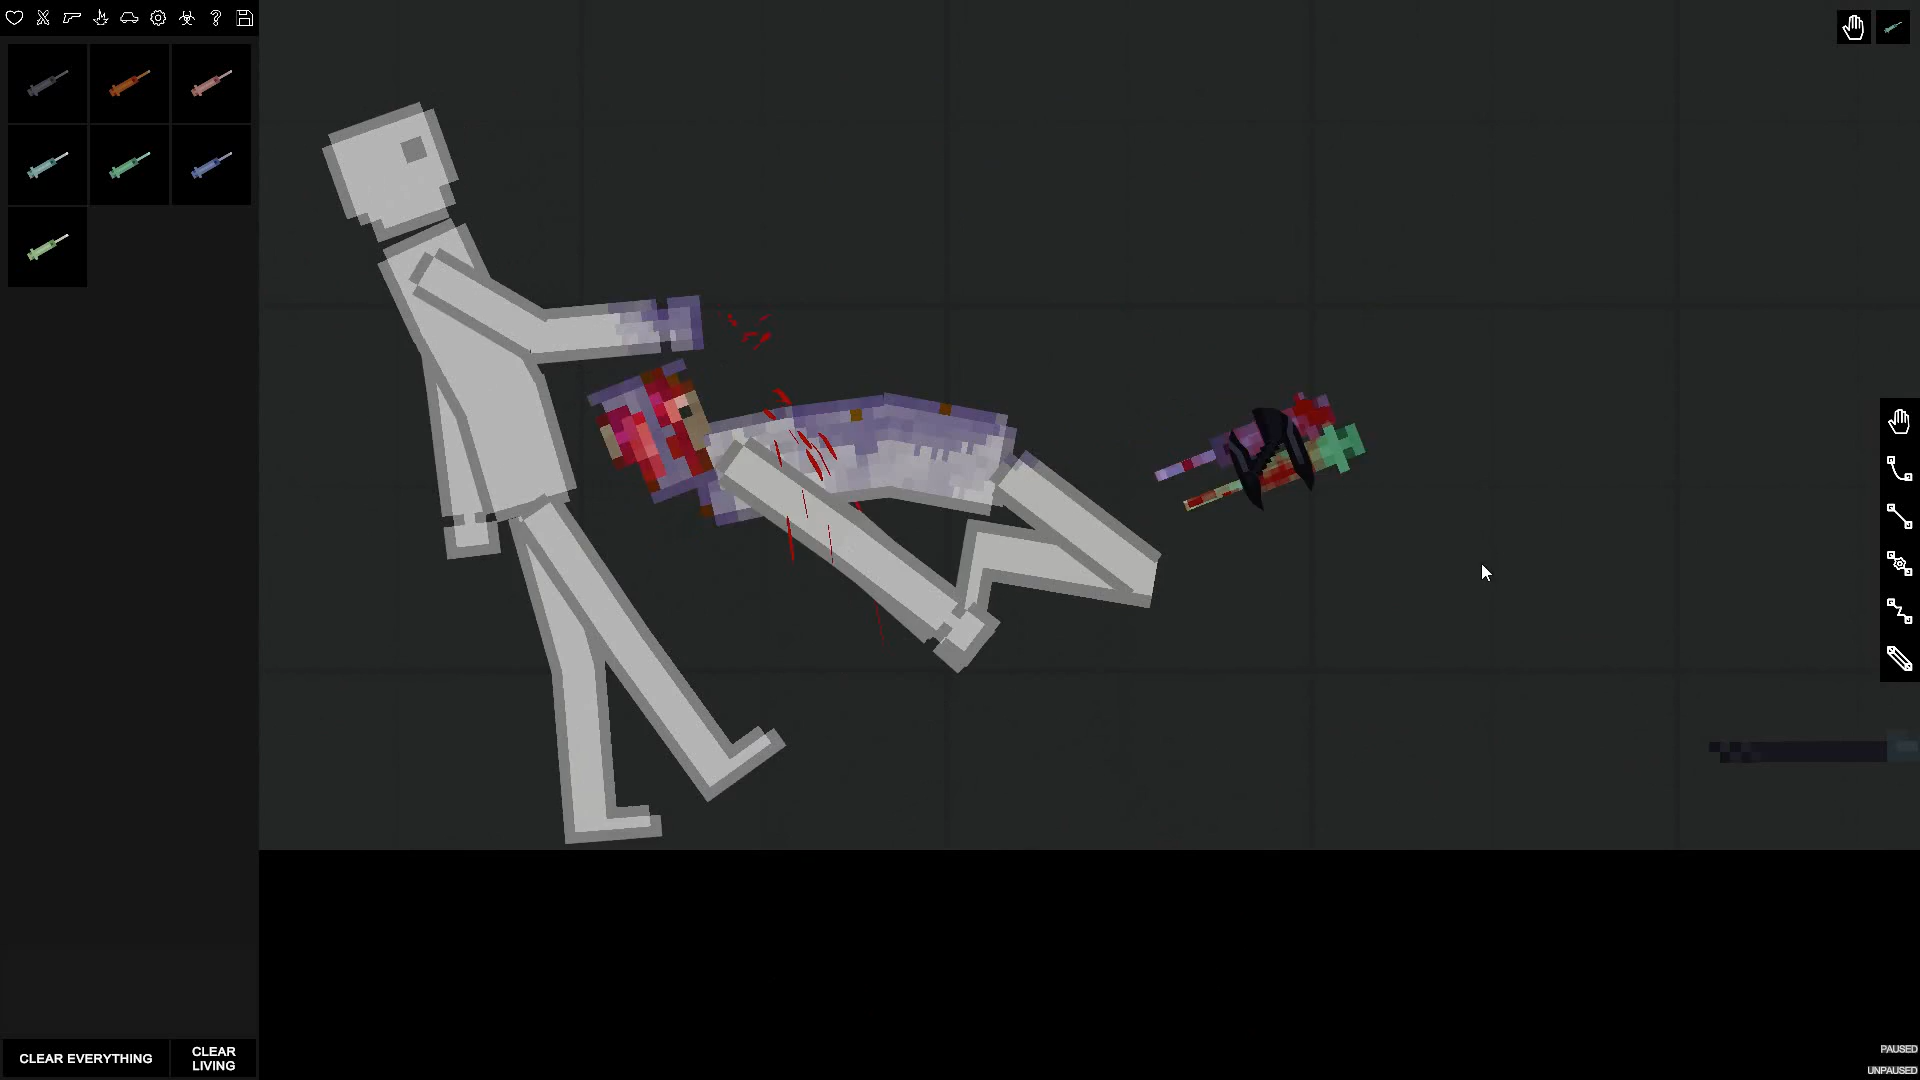 ?
CLEAR EVERYTHING
CLEAR
LIVING
PAUSED
UNPAUSED